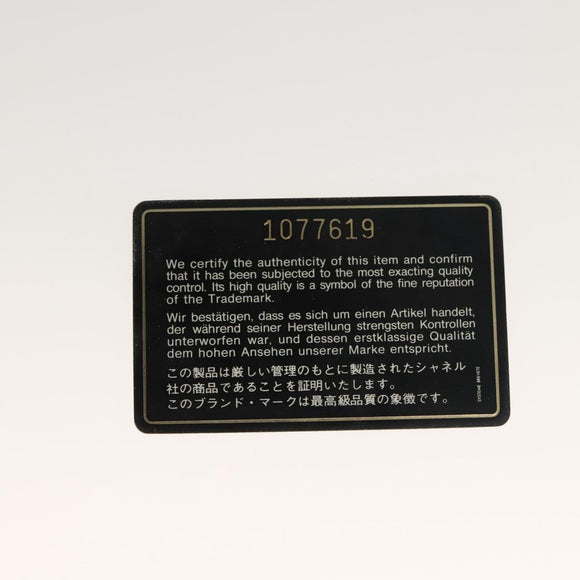 1077619
We certify the authenticity of this item and confirm
that it has been subjected to the most exacting quality
control. Its high quality is a symbol of the fine reputation
of the Trademark.
Wir bestätigen, dass es sich um einen Artikel handelt,
der während seiner Herstellung strengsten Kontrollen
unterworfen war, und dessen erstklassige Qualität
dem hohen Ansehen unserer Marke entspricht.
この製品は厳しい管理のもとに製造されたシャネル
社の商品であることを証明いたします。
このブランド・マークは最高級品質の象徴です。
SYSTEME BREVETE